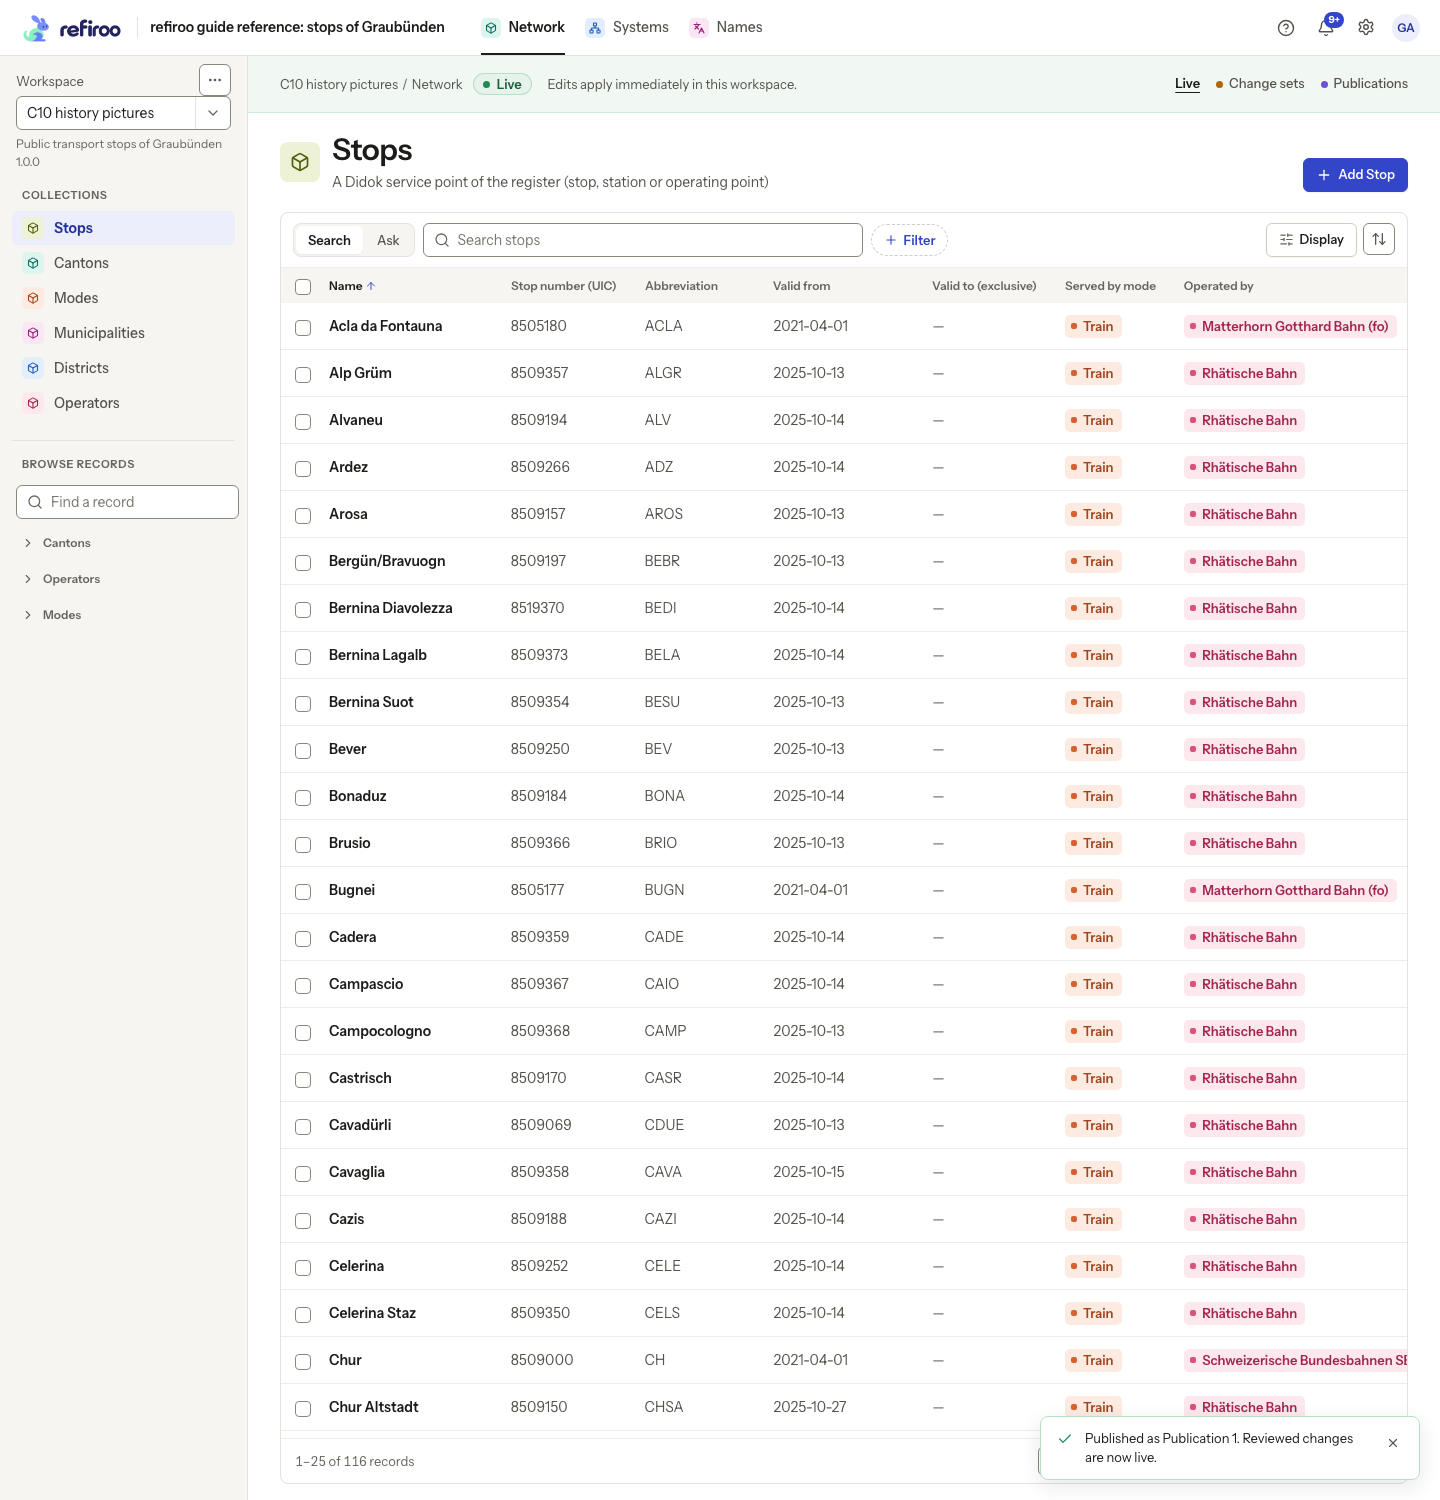 refiroo
refiroo guide reference: stops of Graubünden
Network
Systems
Names
9+
GA
Workspace
C10 history pictures
Public transport stops of Graubünden
1.0.0
COLLECTIONS
Stops
Cantons
Modes
Municipalities
Districts
Operators
BROWSE RECORDS
Find a record
Cantons
Operators
Modes
C10 history pictures / Network
Live
Edits apply immediately in this workspace.
Live
Change sets
Publications
Stops
A Didok service point of the register (stop, station or operating point)
Add Stop
Search
Ask
Search stops
Filter
Display
Name Stop number (UIC) Abbreviation Valid from Valid to (exclusive) Served by mode Operated by
Acla da Fontauna 8505180 ACLA 2021-04-01 — Train Matterhorn Gotthard Bahn (fo)
Alp Grüm 8509357 ALGR 2025-10-13 — Train Rhätische Bahn
Alvaneu 8509194 ALV 2025-10-13 — Train Rhätische Bahn
Ardez 8509266 ADZ 2025-10-14 — Train Rhätische Bahn
Arosa 8509157 AROS 2025-10-13 — Train Rhätische Bahn
Bergün/Bravuogn 8509197 BEBR 2025-10-13 — Train Rhätische Bahn
Bernina Diavolezza 8519370 BEDI 2025-10-14 — Train Rhätische Bahn
Bernina Lagalb 8509373 BELA 2025-10-14 — Train Rhätische Bahn
Bernina Suot 8509354 BESU 2025-10-13 — Train Rhätische Bahn
Bever 8509250 BEV 2025-10-13 — Train Rhätische Bahn
Bonaduz 8509184 BONA 2025-10-14 — Train Rhätische Bahn
Brusio 8509366 BRIO 2025-10-13 — Train Rhätische Bahn
Bugnei 8505177 BUGN 2021-04-01 — Train Matterhorn Gotthard Bahn (fo)
Cadera 8509359 CADE 2025-10-14 — Train Rhätische Bahn
Campascio 8509367 CAIO 2025-10-14 — Train Rhätische Bahn
Campocologno 8509368 CAMP 2025-10-13 — Train Rhätische Bahn
Castrisch 8509170 CASR 2025-10-14 — Train Rhätische Bahn
Cavadürli 8509069 CDUE 2025-10-13 — Train Rhätische Bahn
Cavaglia 8509358 CAVA 2025-10-15 — Train Rhätische Bahn
Cazis 8509188 CAZI 2025-10-14 — Train Rhätische Bahn
Celerina 8509252 CELE 2025-10-14 — Train Rhätische Bahn
Celerina Staz 8509350 CELS 2025-10-14 — Train Rhätische Bahn
Chur 8509000 CH 2021-04-01 — Train Schweizerische Bundesbahnen
Chur Altstadt 8509150 CHSA 2025-10-27 — Train Rhätische Bahn
1–25 of 116 records
Published as Publication 1. Reviewed changes
are now live.